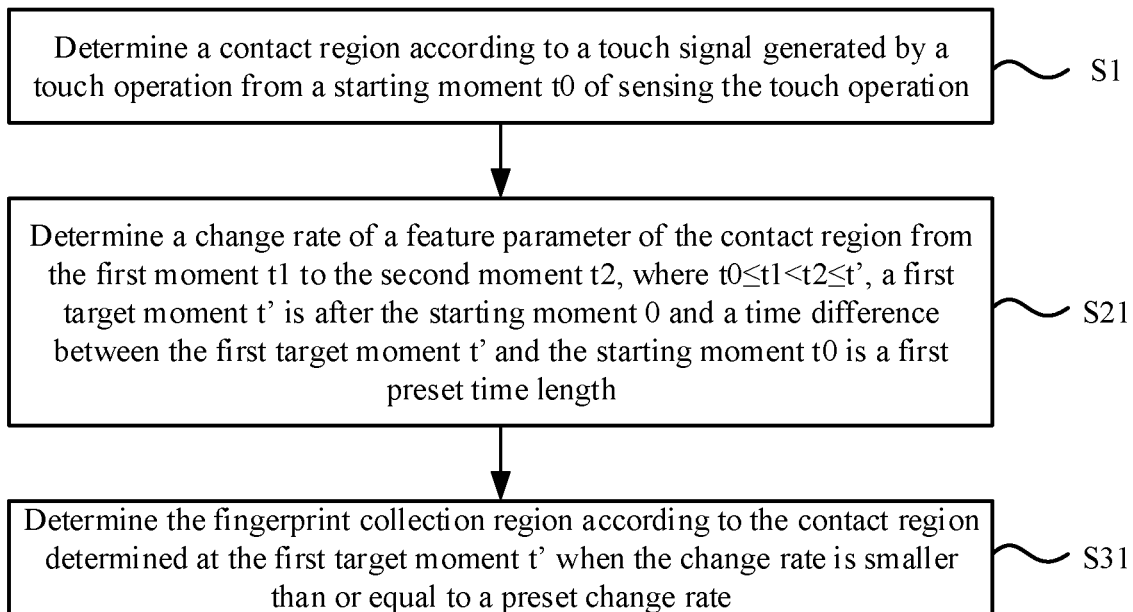 Determine a contact region according to a touch signal generated by a
touch operation from a starting moment t0 of sensing the touch operation
S1
Determine a change rate of a feature parameter of the contact region from
the first moment t1 to the second moment t2, where t0≤t1<t2≤t’, a first
target moment t’ is after the starting moment 0 and a time difference
between the first target moment t’ and the starting moment t0 is a first
preset time length
S21
Determine the fingerprint collection region according to the contact region
determined at the first target moment t’ when the change rate is smaller
than or equal to a preset change rate
S31